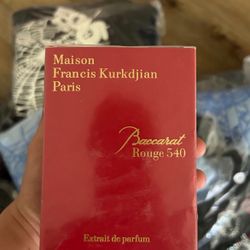 Maison
Francis Kurkdjian
Paris
Baccarat
Rouge 540
Extrait de parfum